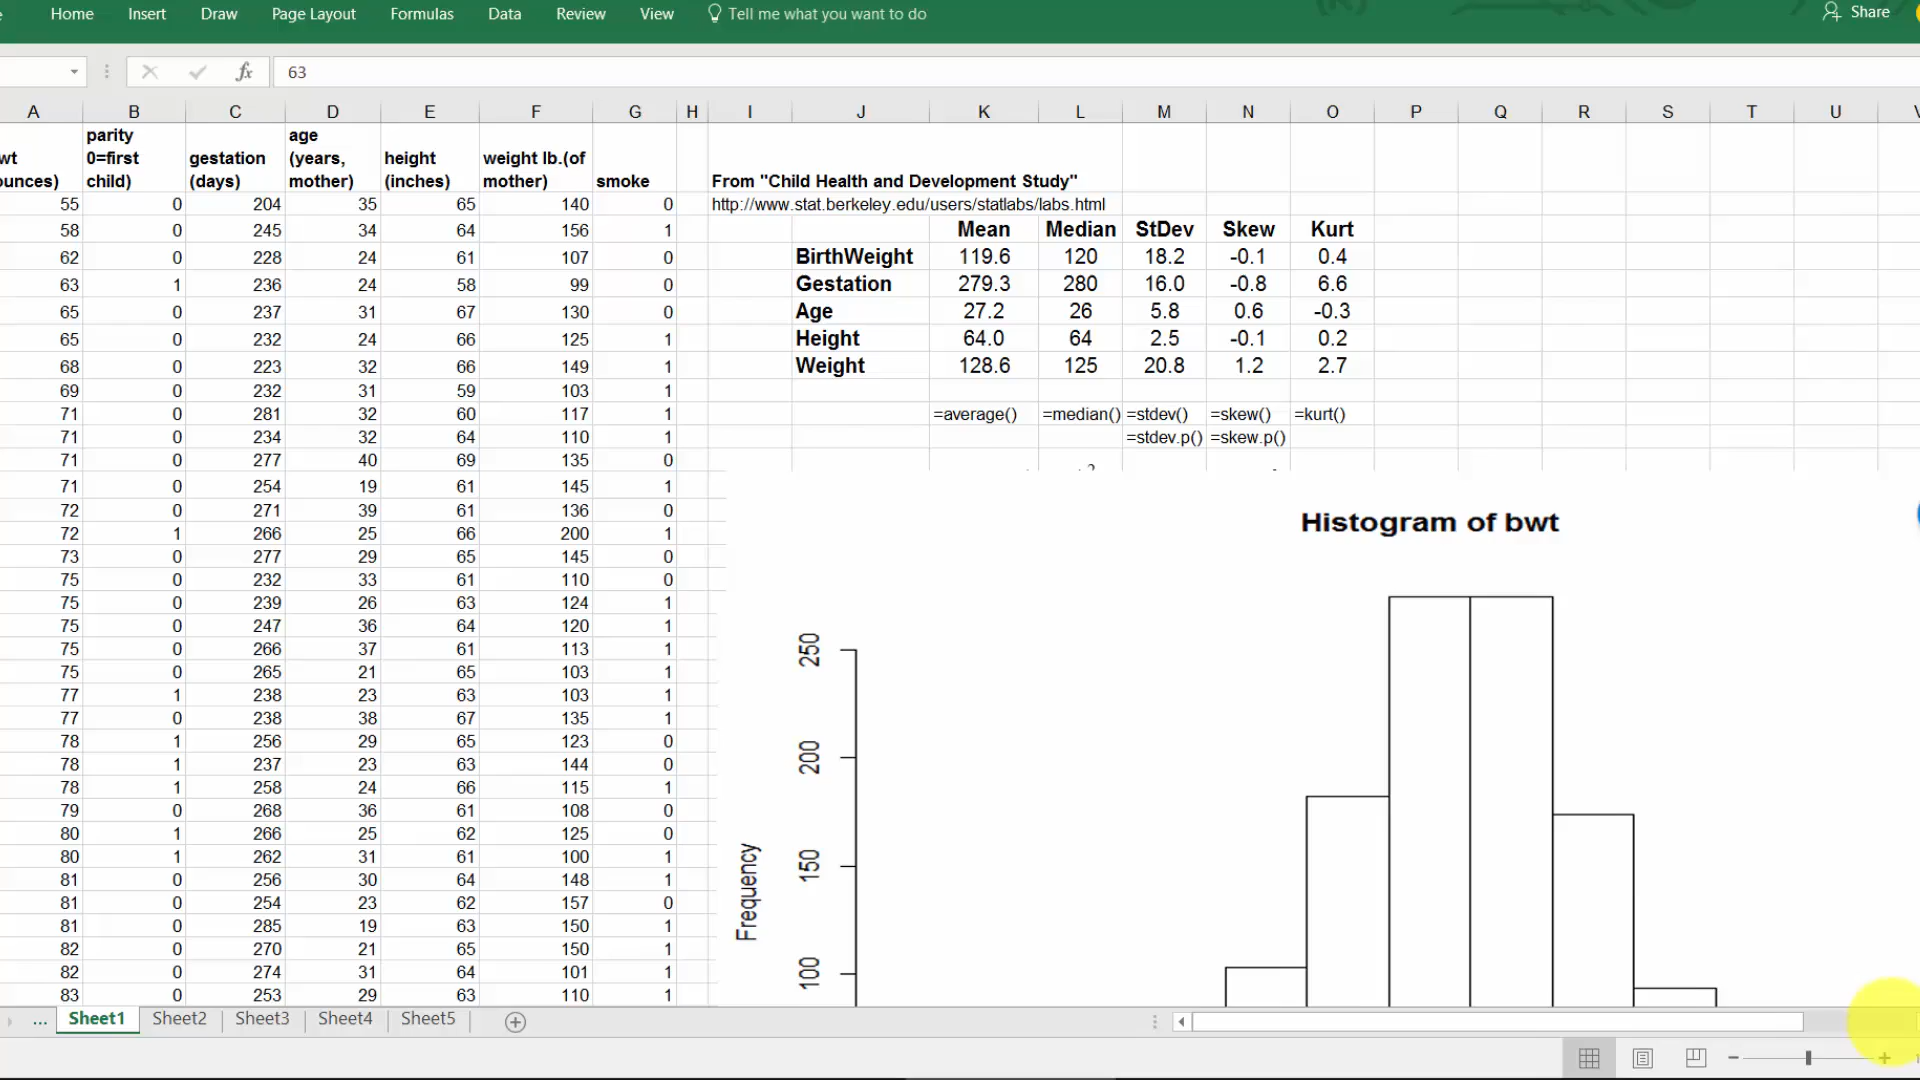 Home Insert Draw Page Layout Formulas Data Review View Tell me what you want to do Share
fx 63
A B C D E F G H I J K L M N O P Q R S T U
parity age
wt 0=first gestation (years, height weight lb.(of
ounces) child) (days) mother) (inches) mother) smoke From "Child Health and Development Study"
55 0 204 35 65 140 0 http://www.stat.berkeley.edu/users/statlabs/labs.html
58 0 245 34 64 156 1 Mean Median StDev Skew Kurt
62 0 228 24 61 107 0 BirthWeight 119.6 120 18.2 -0.1 0.4
63 1 236 24 58 99 0 Gestation 279.3 280 16.0 -0.8 6.6
65 0 237 31 67 130 0 Age 27.2 26 5.8 0.6 -0.3
65 0 232 24 66 125 1 Height 64.0 64 2.5 -0.1 0.2
68 0 223 32 66 149 1 Weight 128.6 125 20.8 1.2 2.7
69 0 232 31 59 103 1
71 0 281 32 60 117 1 =average() =median() =stdev() =skew() =kurt()
71 0 234 32 64 110 1 =stdev.p() =skew.p()
71 0 277 40 69 135 0
71 0 254 19 61 145 1
72 0 271 39 61 136 0
72 1 266 25 66 200 1
73 0 277 29 65 145 0
75 0 232 33 61 110 0
75 0 239 26 63 124 1
75 0 247 36 64 120 1
75 0 266 37 61 113 1
75 0 265 21 65 103 1
77 1 238 23 63 103 1
77 0 238 38 67 135 1
78 1 256 29 65 123 0
78 1 237 23 63 144 0
78 1 258 24 66 115 1
79 0 268 36 61 108 0
80 1 266 25 62 125 0
80 1 262 31 61 100 1
81 0 256 30 64 148 1
81 0 254 23 62 157 0
81 0 285 19 63 150 1
82 0 270 21 65 150 1
82 0 274 31 64 101 1
83 0 253 29 63 110 1
Histogram of bwt
250
200
150
100
Frequency
... Sheet1 Sheet2 Sheet3 Sheet4 Sheet5